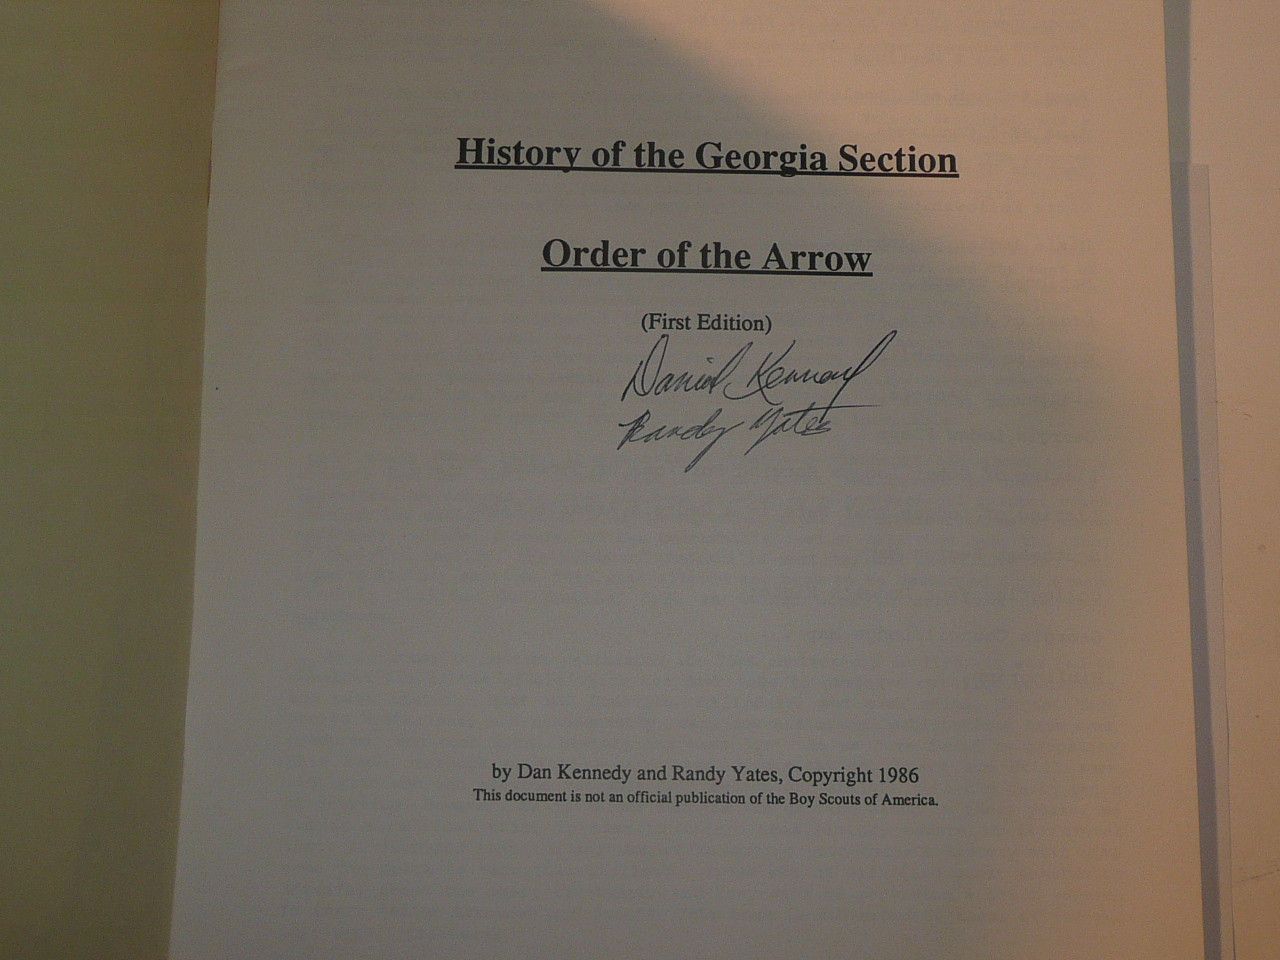 History of the Georgia Section
Order of the Arrow
(First Edition)
Daniel Kennedy
Randy Yates
by Dan Kennedy and Randy Yates, Copyright 1986
This document is not an official publication of the Boy Scouts of America.